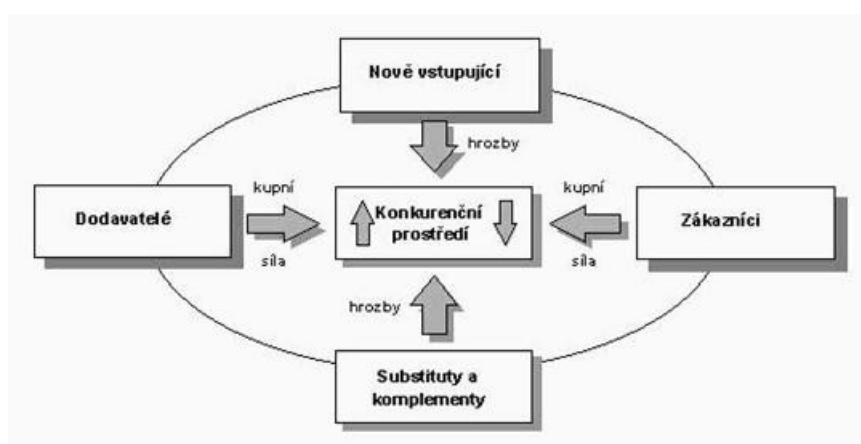 Nově vstupující
hrozby
kupní
kupní
Dodavatelé
Konkurenční
prostředí
Zákazníci
síla
síla
hrozby
Substituty a
komplementy